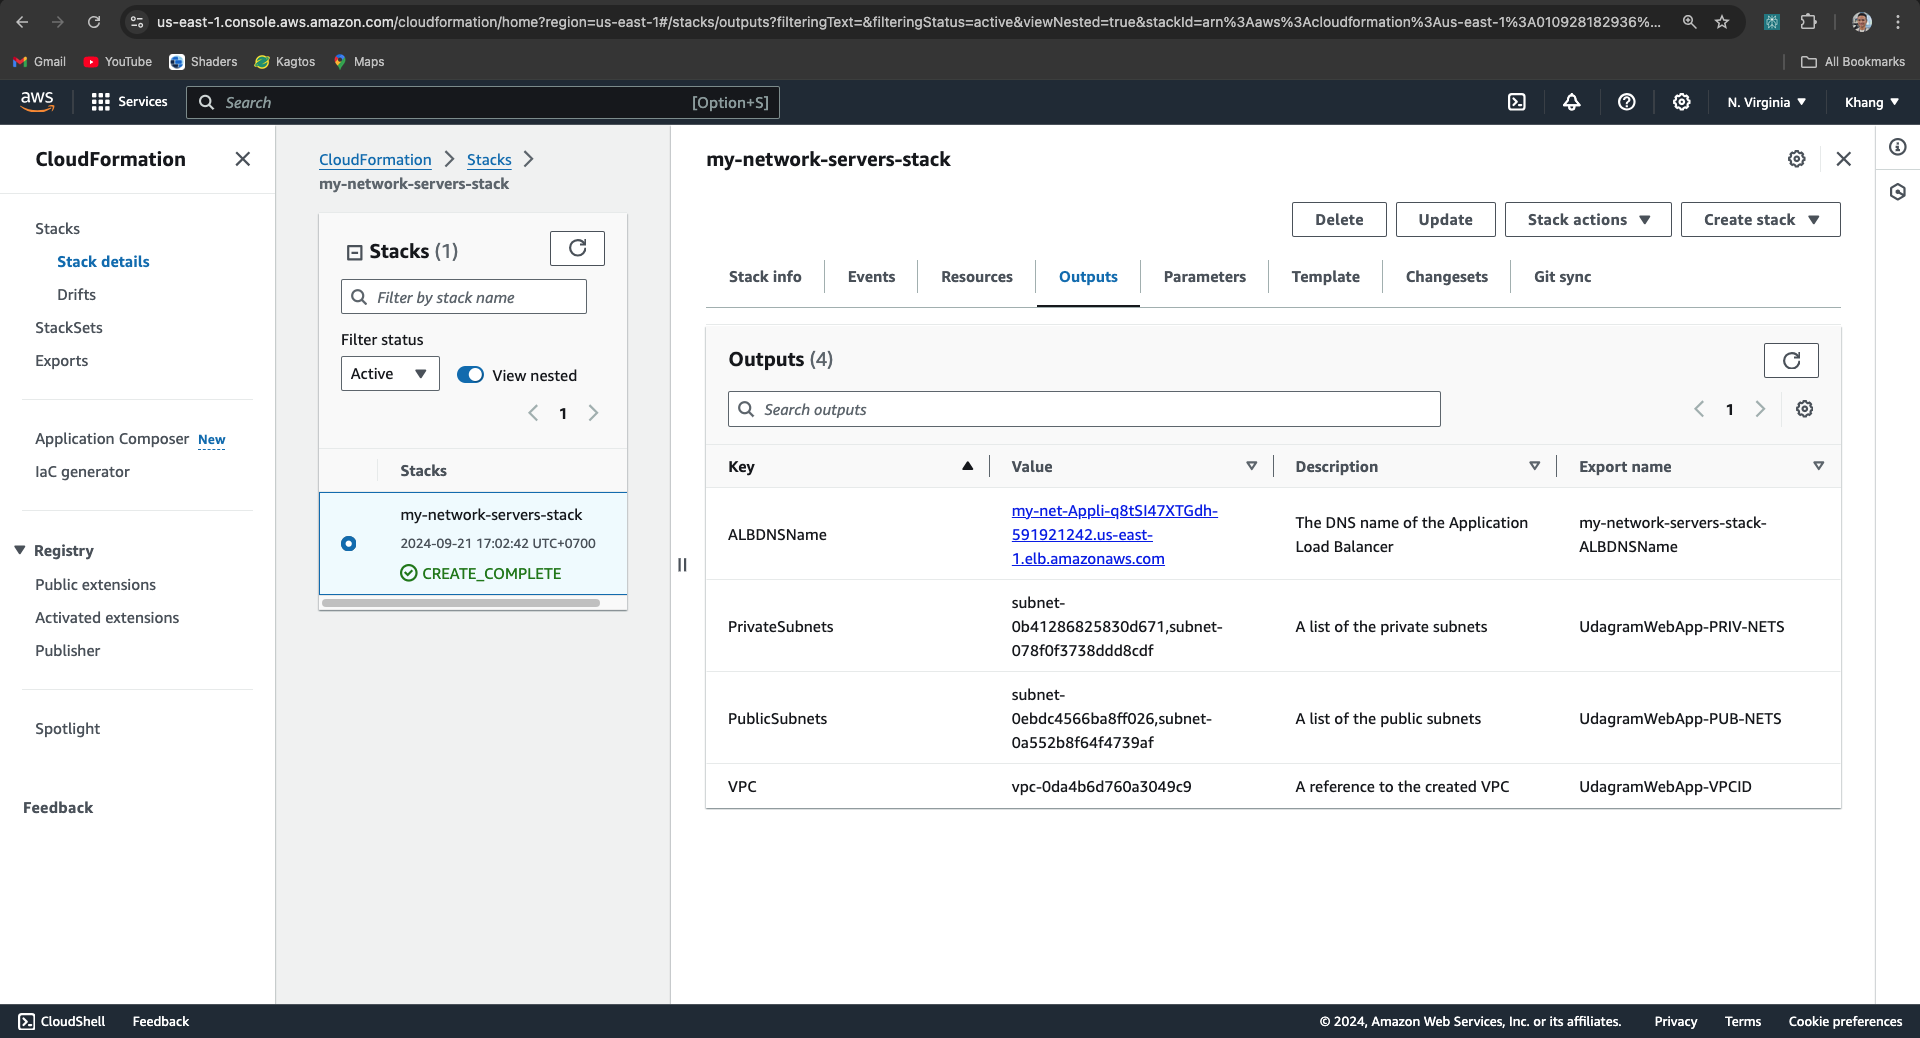 us-east-1.console.aws.amazon.com/cloudformation/home?region=us-east-1#/stacks/outputs?filteringText=&filteringStatus=active&viewNested=true&stackId=arn%3Aaws%3Acloudformation%3Aus-east-1%3A010928182936%...
Gmail
YouTube
Shaders
Kagtos
Maps
All Bookmarks
aws
Services
Search
[Option+S]
N. Virginia
Khang
CloudFormation
Stacks
Stack details
Drifts
StackSets
Exports
Application Composer New
IaC generator
Registry
Public extensions
Activated extensions
Publisher
Spotlight
Feedback
CloudFormation
Stacks
my-network-servers-stack
Stacks (1)
Filter by stack name
Filter status
Active
View nested
1
Stacks
my-network-servers-stack
2024-09-21 17:02:42 UTC+0700
CREATE_COMPLETE
my-network-servers-stack
Delete
Update
Stack actions
Create stack
Stack info
Events
Resources
Outputs
Parameters
Template
Changesets
Git sync
Outputs (4)
Search outputs
1
Key
Value
Description
Export name
ALBDNSName
my-net-Appli-q8tSI47XTGdh-
591921242.us-east-
1.elb.amazonaws.com
The DNS name of the Application
Load Balancer
my-network-servers-stack-
ALBDNSName
PrivateSubnets
subnet-
0b41286825830d671,subnet-
078f0f3738ddd8cdf
A list of the private subnets
UdagramWebApp-PRIV-NETS
PublicSubnets
subnet-
0ebdc4566ba8ff026,subnet-
0a552b8f64f4739af
A list of the public subnets
UdagramWebApp-PUB-NETS
VPC
vpc-0da4b6d760a3049c9
A reference to the created VPC
UdagramWebApp-VPCID
CloudShell
Feedback
© 2024, Amazon Web Services, Inc. or its affiliates.
Privacy
Terms
Cookie preferences